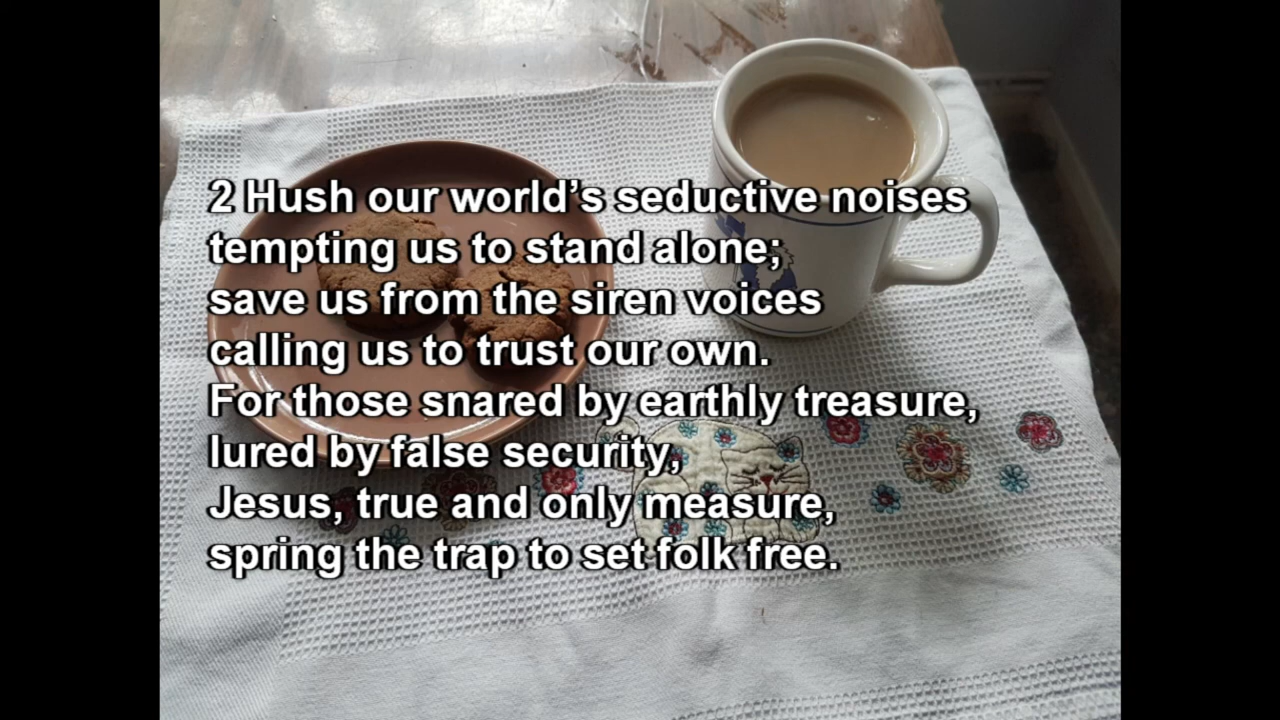 2 Hush our world’s seductive noises
tempting us to stand alone;
save us from the siren voices
calling us to trust our own.
For those snared by earthly treasure,
lured by false security,
Jesus, true and only measure,
spring the trap to set folk free.